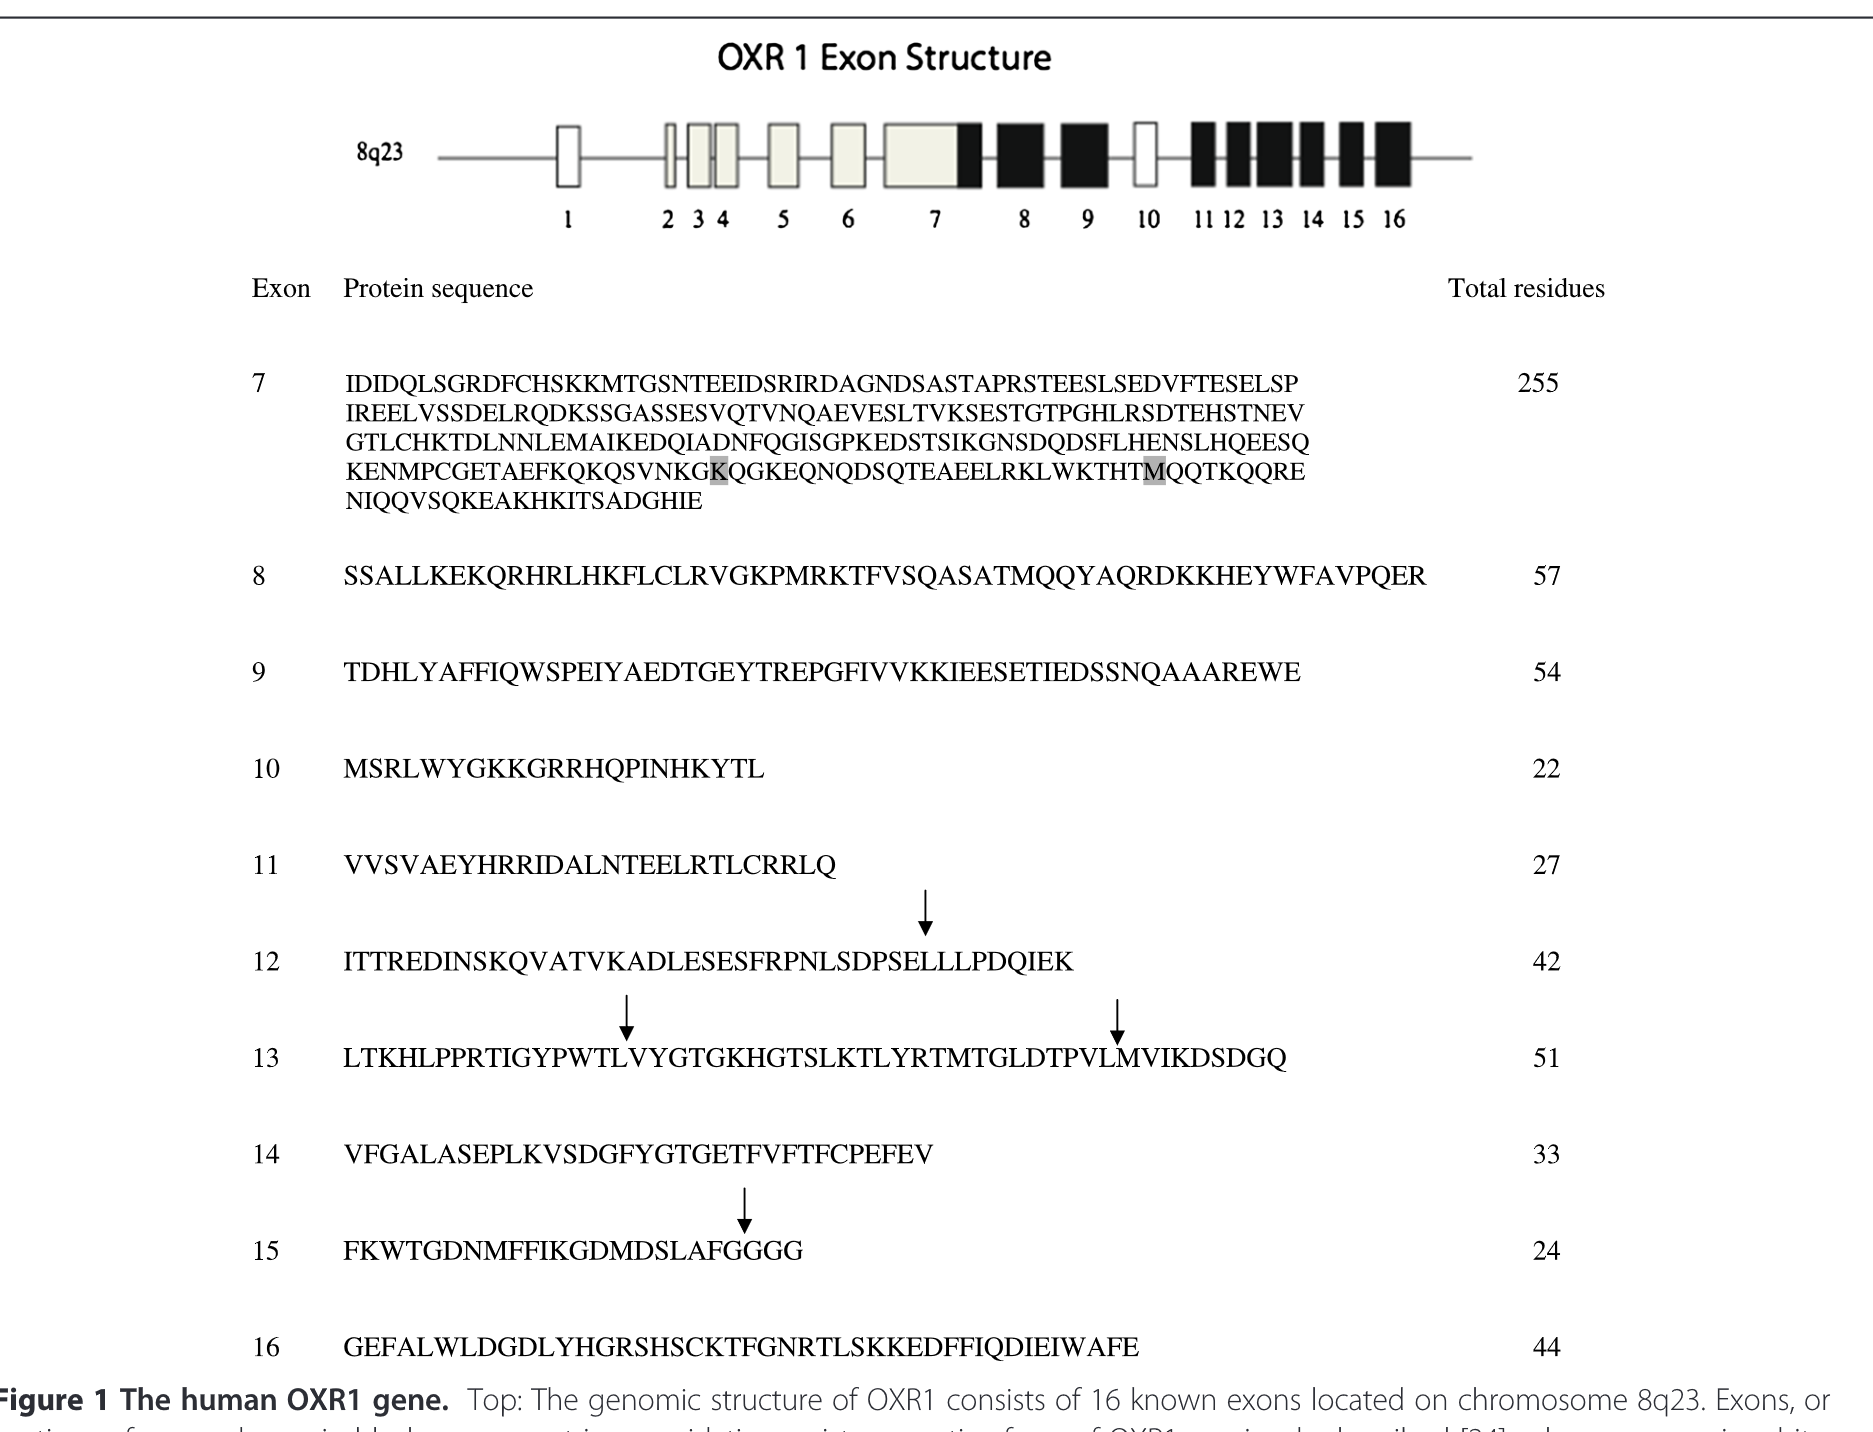 OXR 1 Exon Structure
8q23
1 2 3 4 5 6 7 8 9 10 11 12 13 14 15 16
Exon Protein sequence Total residues
7 IDIDQLSGRDFCHSKKMTGSNTEEIDSRIRDAGNDSASTAPRSTEESLSEDVFTESELSP 255
IREELVSSDELRQDKSSGASSESVQTVNQAEVESLTVKSESTGTPGHLRSDTEHSTNEV
GTLCHKTDLNNLEMAIKEDQIADNFQGISGPKEDSTSIKGNSDQDSFLHENSLHQEESQ
KENMPCGETAEFKQKQSVNKGKQGKEQNQDSQTEAEELRKLWKTHTMQQTKQQRE
NIQQVSQKEAKHKITSADGHIE
8 SSALLKEKQRHRLHKFLCLRVGKPMRKTFVSQASATMQQYAQRDKKHEYWFAVPQER 57
9 TDHLYAFFIQWSPEIYAEDTGEYTREPGFIVVKKIEESETIEDSSNQAAAREWE 54
10 MSRLWYGKKGRRHQPINHKYTL 22
11 VVSVAEYHRRIDALNTEELRTLCRRLQ 27
12 ITTREDINSKQVATVKADLESESFRPNLSDPSELLLPDQIEK 42
13 LTKHLPPRTIGYPWTLVYGTGKHGTSLKTLYRTMTGLDTPVLMVIKDSDGQ 51
14 VFGALASEPLKVSDGFYGTGETFVFTFCPEFEV 33
15 FKWTGDNMFFIKGDMDSLAFGGGG 24
16 GEFALWLDGDLYHGRSHSCKTFGNRTLSKKEDFFIQDIEIWAFE 44
Figure 1 The human OXR1 gene. Top: The genomic structure of OXR1 consists of 16 known exons located on chromosome 8q23. Exons, or